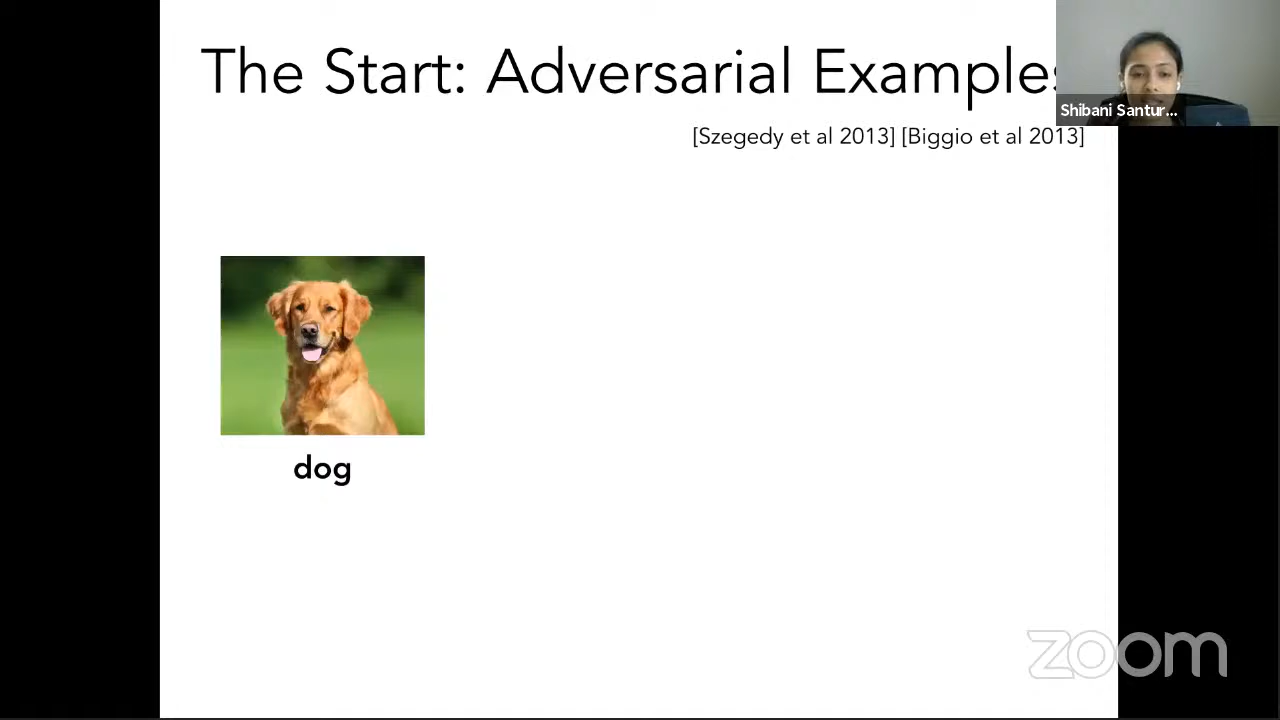 The Start: Adversarial Examples
Shibani Santur...
[Szegedy et al 2013] [Biggio et al 2013]
dog
zoom